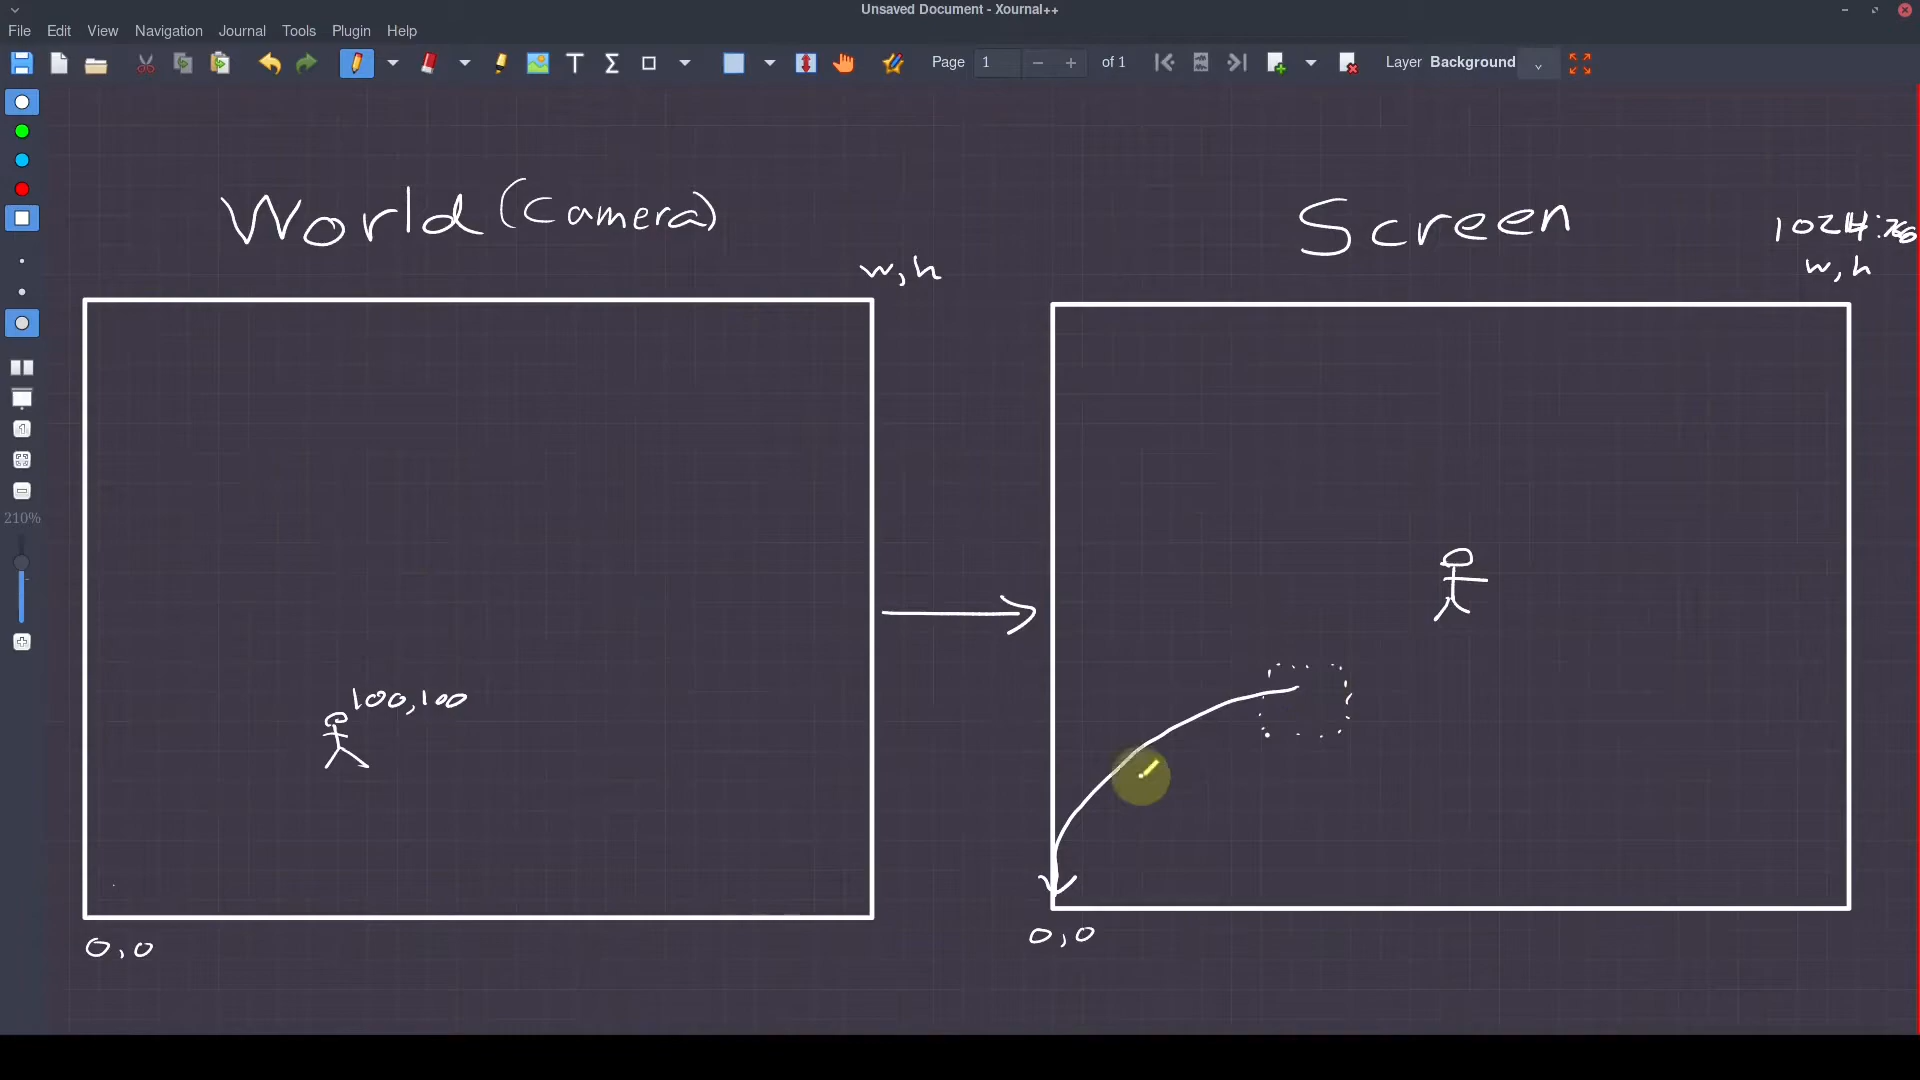 Unsaved Document - Xournal++
File Edit View Navigation Journal Tools Plugin Help
Page 1 of 1 Layer Background
210%
World (Camera)
w,h
100,100
0,0
Screen
1024:
w,h
0,0